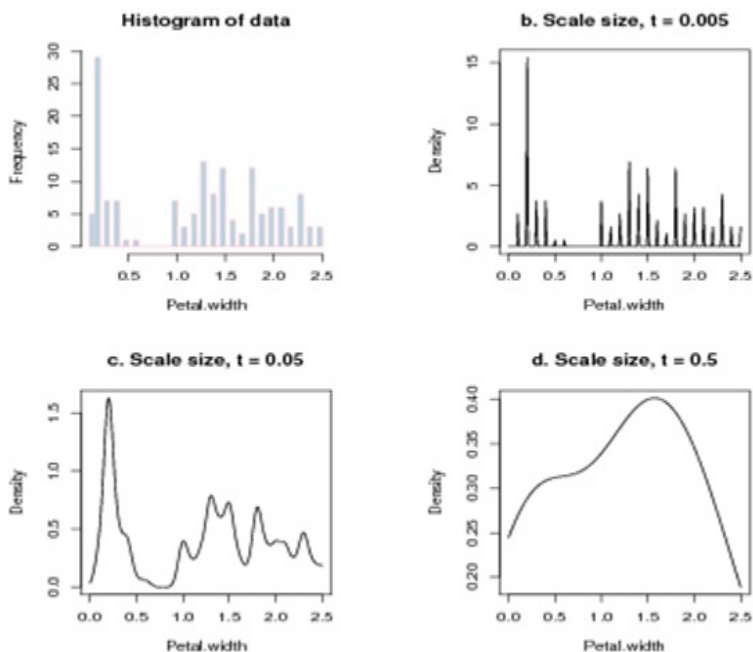 Histogram of data
Frequency
0 5 10 15 20 25 30
0.5 1.0 1.5 2.0 2.5
Petal.width
b. Scale size, t = 0.005
Density
0 5 10 15
0.0 0.5 1.0 1.5 2.0 2.5
Petal.width
c. Scale size, t = 0.05
Density
0.0 0.5 1.0 1.5
0.0 0.5 1.0 1.5 2.0 2.5
Petal.width
d. Scale size, t = 0.5
Density
0.20 0.25 0.30 0.35 0.40
0.0 0.5 1.0 1.5 2.0 2.5
Petal.width